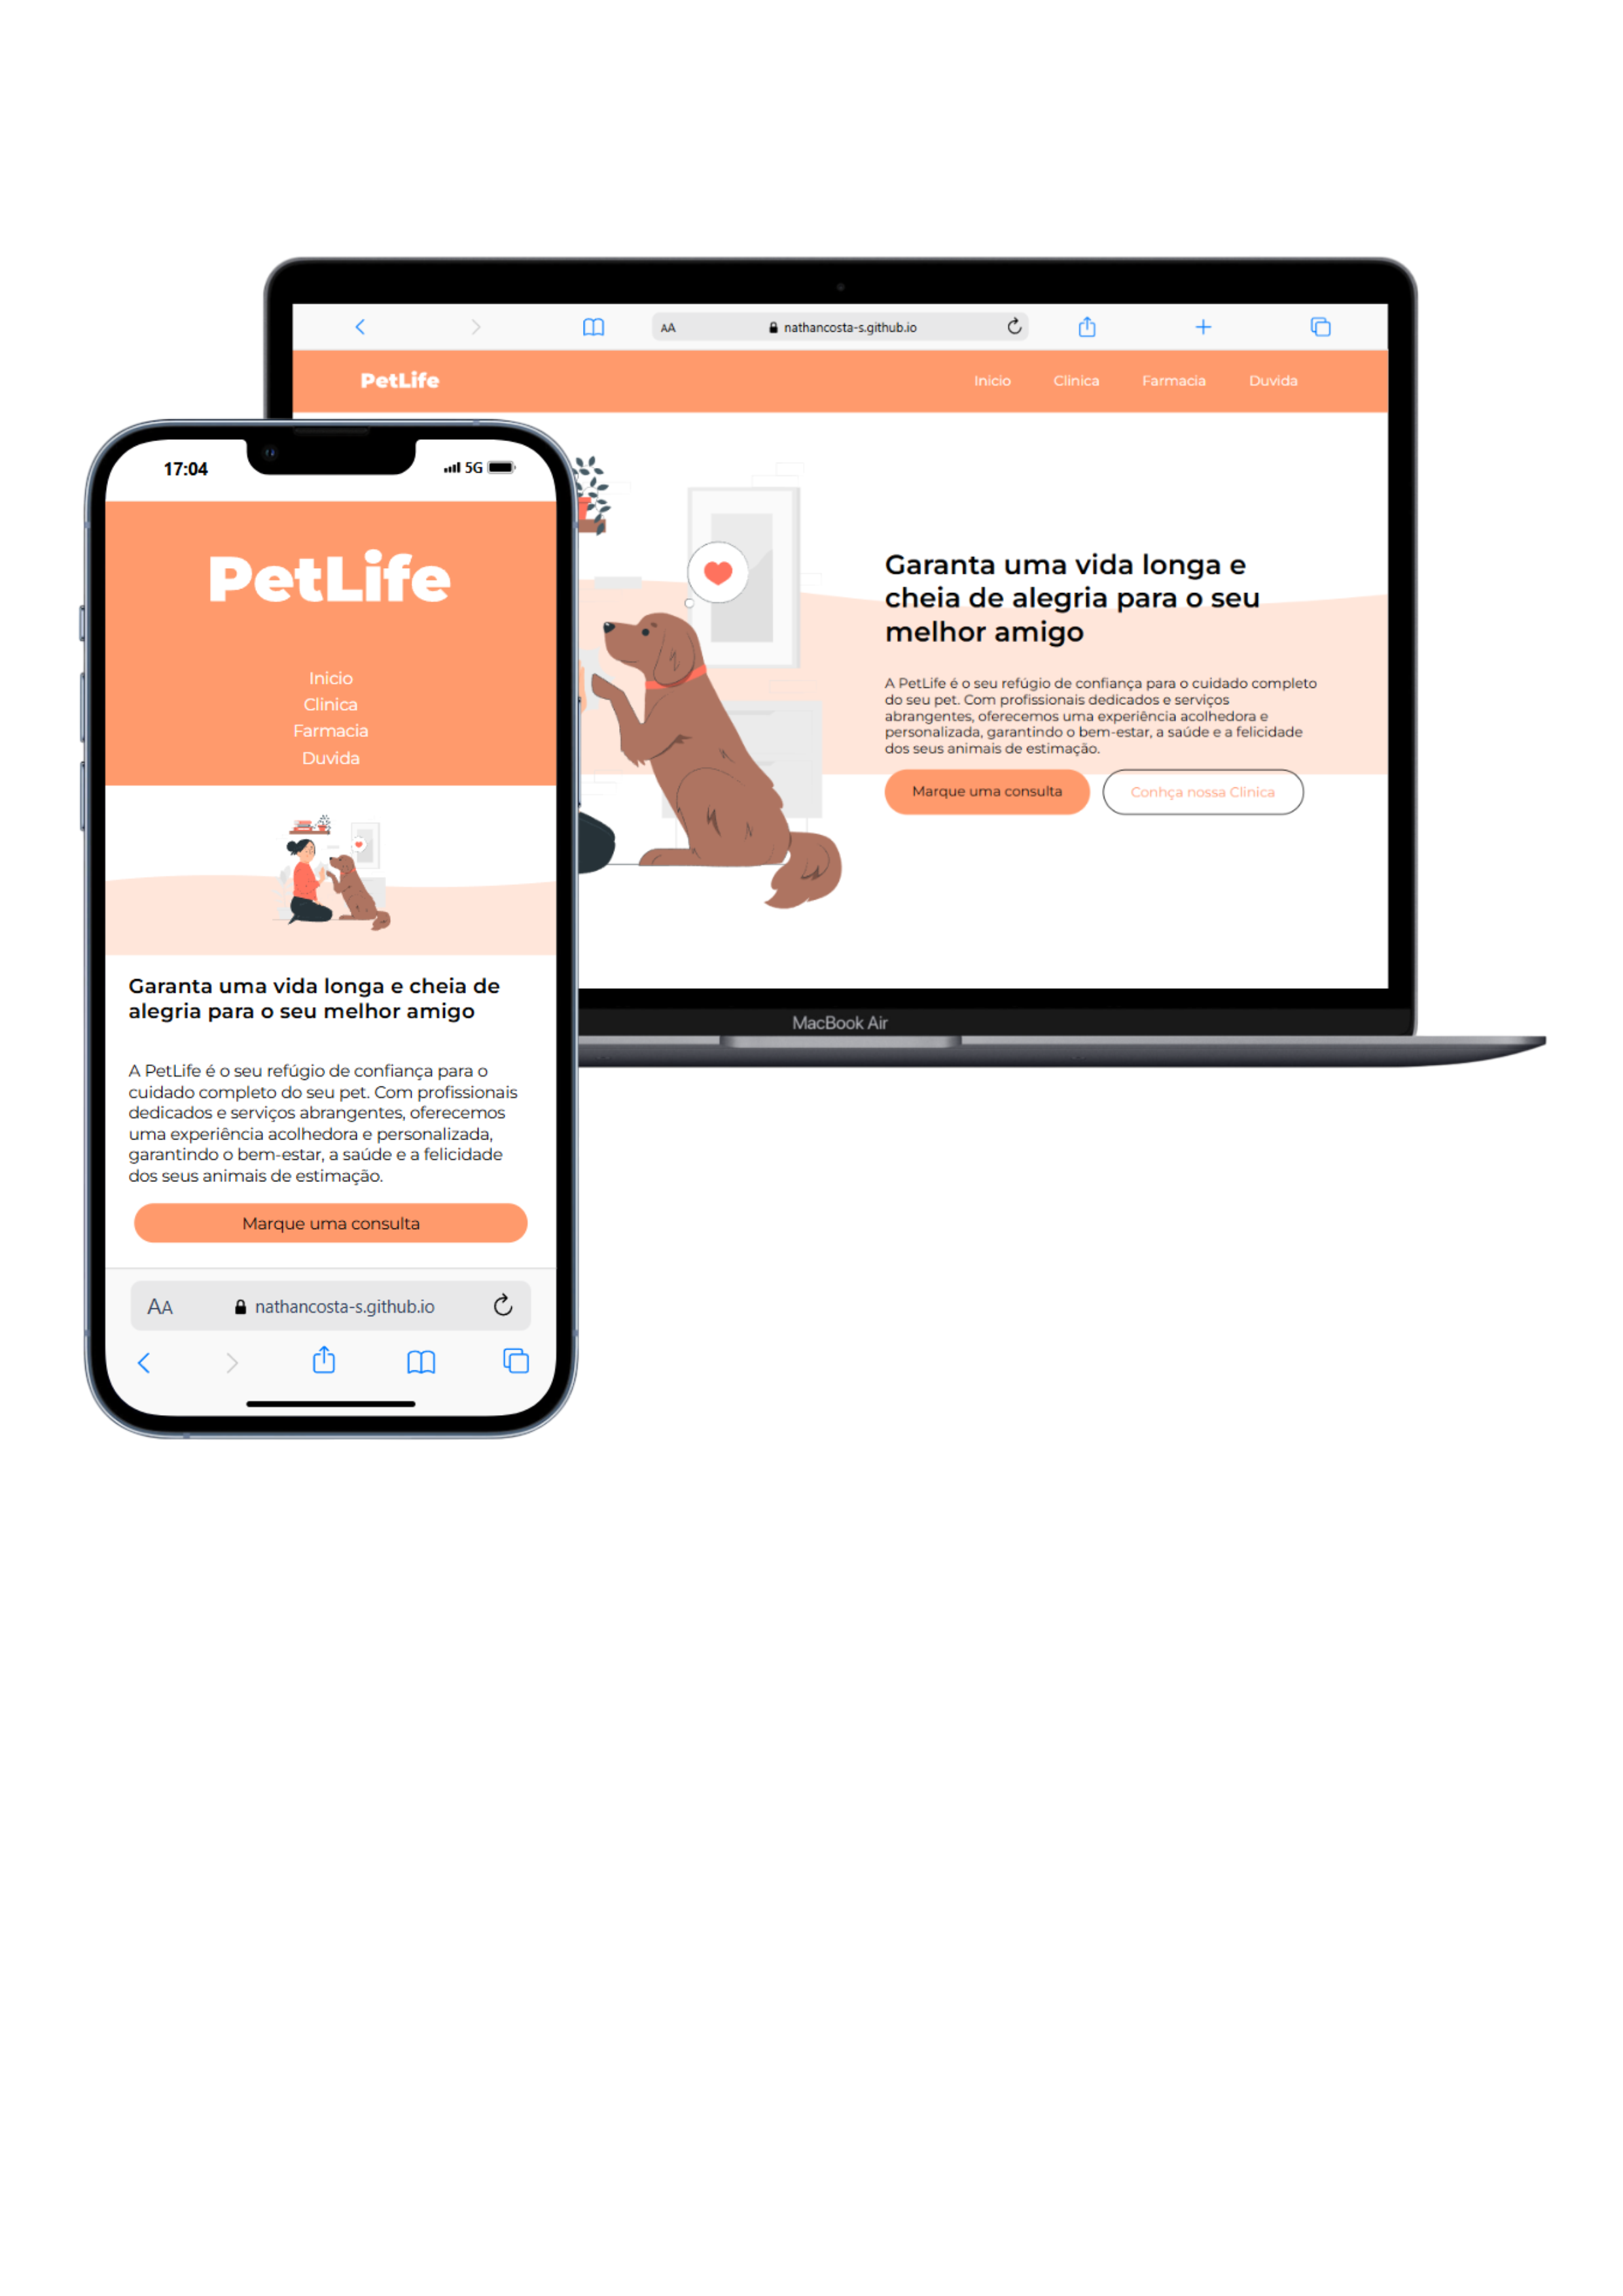 AA
nathancosta-s.github.io
PetLife
Inicio
Clinica
Farmacia
Duvida
Garanta uma vida longa e
cheia de alegria para o seu
melhor amigo
A PetLife é o seu refúgio de confiança para o cuidado completo
do seu pet. Com profissionais dedicados e serviços
abrangentes, oferecemos uma experiência acolhedora e
personalizada, garantindo o bem-estar, a saúde e a felicidade
dos seus animais de estimação.
Marque uma consulta
Conhça nossa Clinica
MacBook Air
17:04
5G
PetLife
Inicio
Clinica
Farmacia
Duvida
Garanta uma vida longa e cheia de
alegria para o seu melhor amigo
A PetLife é o seu refúgio de confiança para o
cuidado completo do seu pet. Com profissionais
dedicados e serviços abrangentes, oferecemos
uma experiência acolhedora e personalizada,
garantindo o bem-estar, a saúde e a felicidade
dos seus animais de estimação.
Marque uma consulta
AA
nathancosta-s.github.io